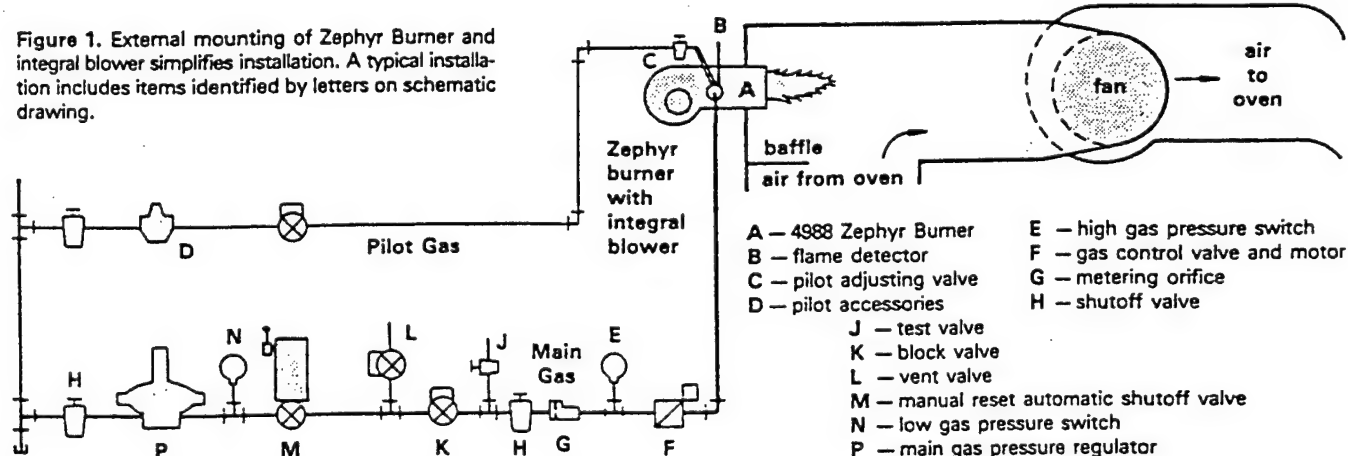 Figure 1. External mounting of Zephyr Burner and
integral blower simplifies installation. A typical installa-
tion includes items identified by letters on schematic
drawing.
B
C
A
fan
air
to
oven
Zephyr
burner
with
integral
blower
baffle
air from oven
D
Pilot Gas
A — 4988 Zephyr Burner
B — flame detector
C — pilot adjusting valve
D — pilot accessories
E — high gas pressure switch
F — gas control valve and motor
G — metering orifice
H — shutoff valve
J — test valve
K — block valve
L — vent valve
M — manual reset automatic shutoff valve
N — low gas pressure switch
P — main gas pressure regulator
H
N
L
J
Main
Gas
E
P
M
K
H
G
F